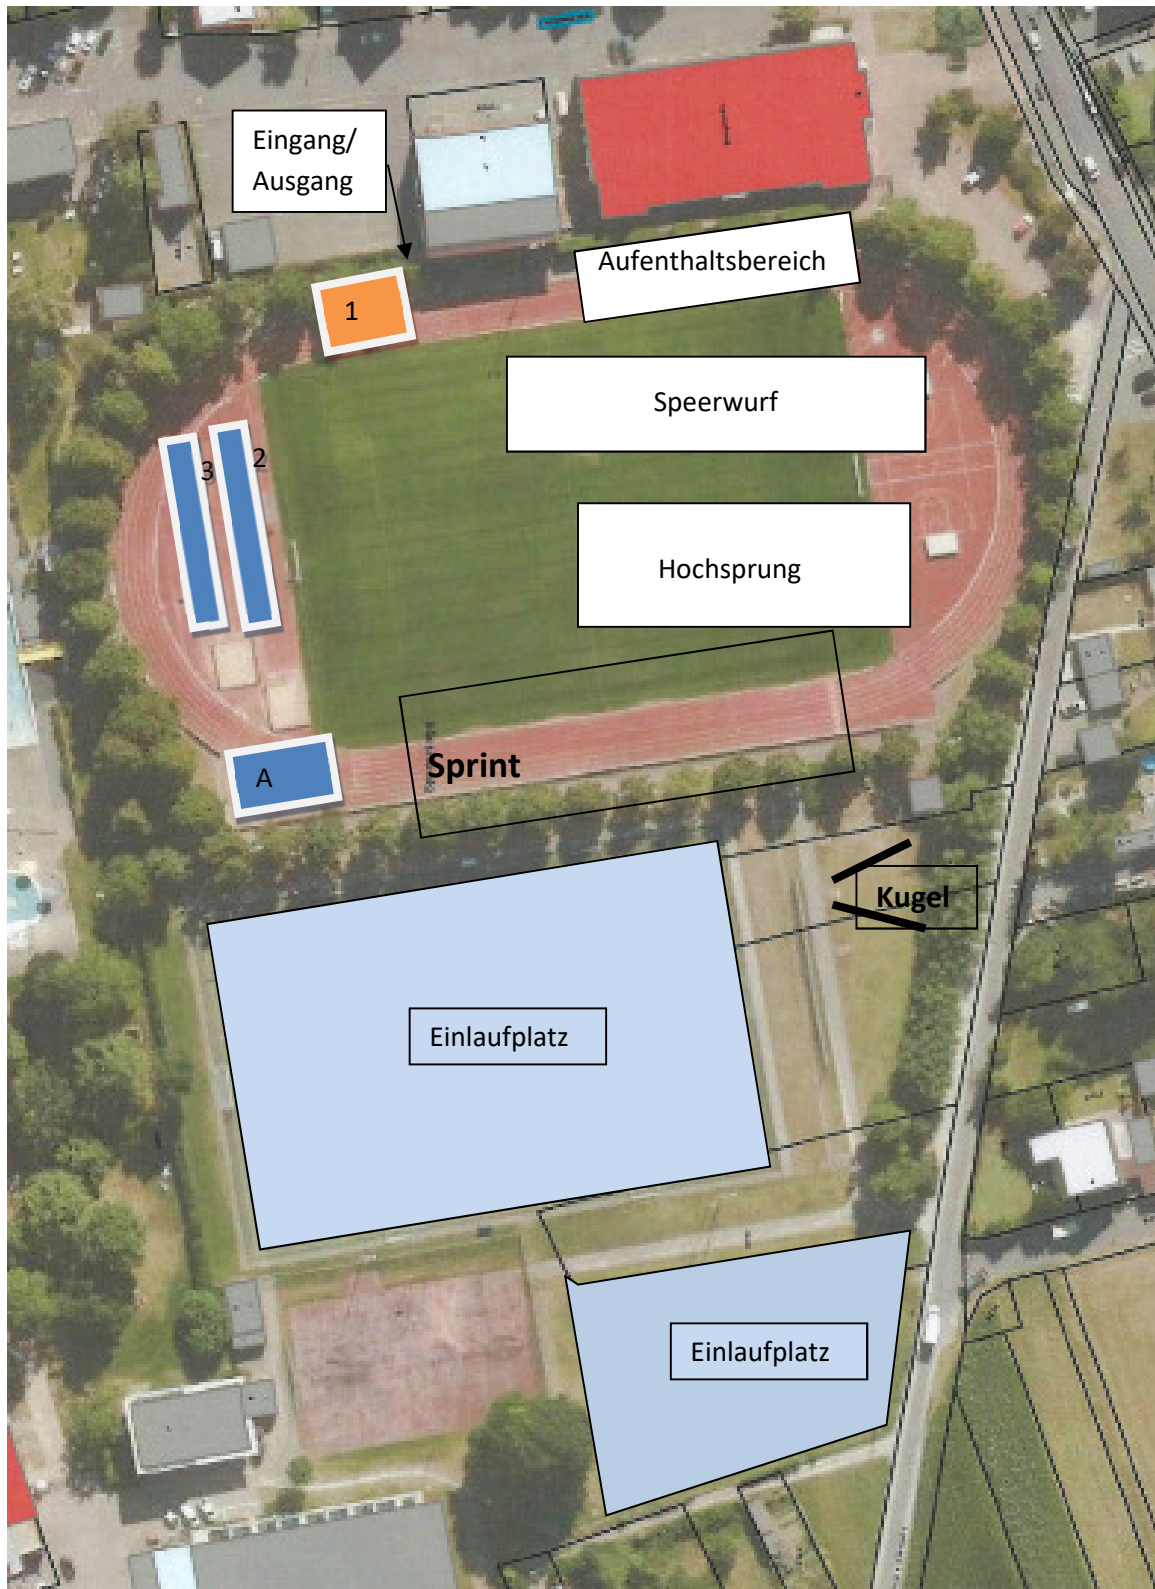 Eingang/
Ausgang
Aufenthaltsbereich
1
Speerwurf
3
2
Hochsprung
Sprint
A
Kugel
Einlaufplatz
Einlaufplatz